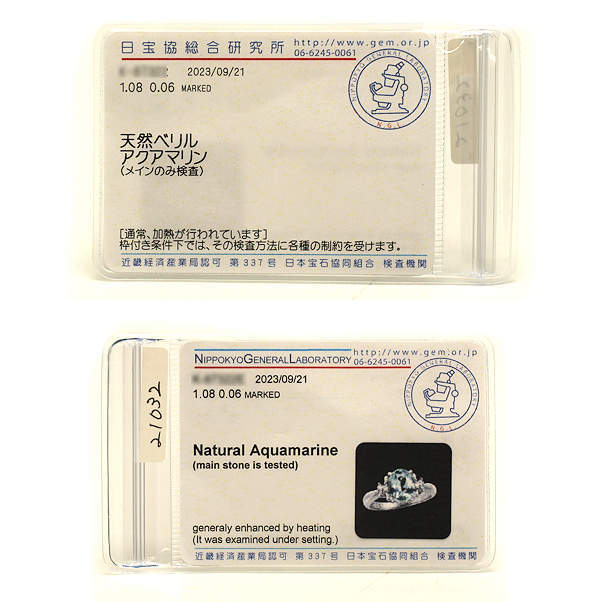 日宝協総合研究所 http://www.gem.or.jp
06-6245-0061
2023/09/21
1.08 0.06 MARKED
NIPPOKYO GENERAL LABORATORY
N.G.L.
21032
天然ベリル
アクアマリン
(メインのみ検査)
[通常、加熱が行われています]
枠付き条件下では、その検査方法に各種の制約を受けます。
近畿経済産業局認可 第337号 日本宝石協同組合 検査機関
21032
NIPPOKYO GENERAL LABORATORY http://www.gem.or.jp
06-6245-0061
2023/09/21
1.08 0.06 MARKED
NIPPOKYO GENERAL LABORATORY
N.G.L.
Natural Aquamarine
(main stone is tested)
generaly enhanced by heating
(It was examined under setting.)
近畿経済産業局認可 第337号 日本宝石協同組合 検査機関